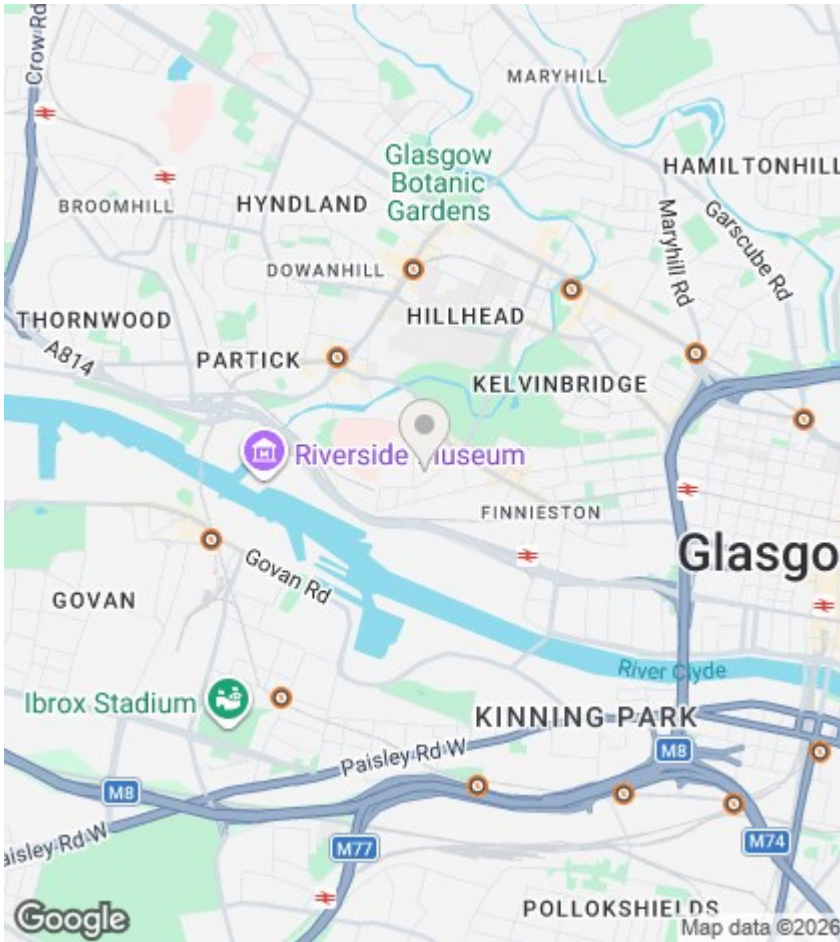 Crow Rd
MARYHILL
Glasgow
Botanic
Gardens
HAMILTONHILL
BROOMHILL
HYNDLAND
Maryhill Rd
Garscube Rd
DOWANHILL
THORNWOOD
HILLHEAD
A814
PARTICK
KELVINBRIDGE
Riverside Museum
FINNIESTON
Glasgo
Govan Rd
GOVAN
River Clyde
Ibrox Stadium
KINNING PARK
Paisley Rd W
M8
M8
aisley Rd W
M77
M74
POLLOKSHIELDS
Google
Map data ©2026